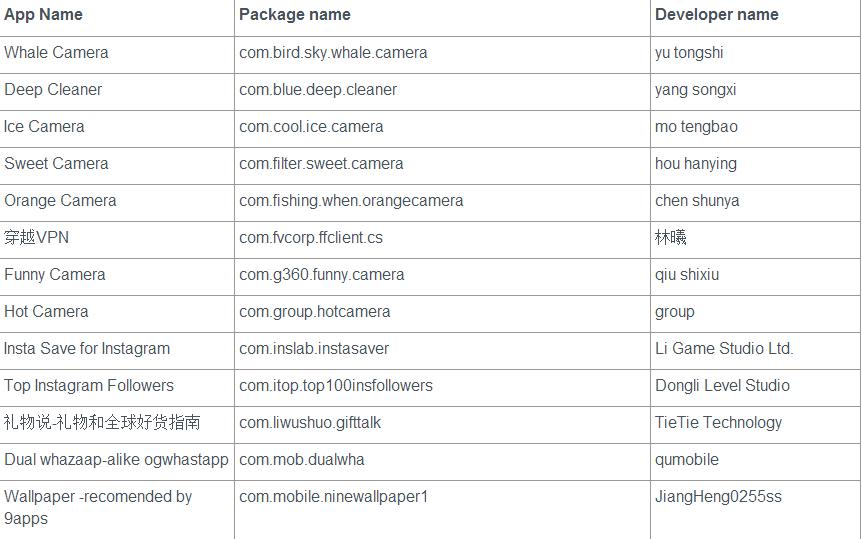 App Name Package name Developer name
Whale Camera com.bird.sky.whale.camera yu tongshi
Deep Cleaner com.blue.deep.cleaner yang songxi
Ice Camera com.cool.ice.camera mo tengbao
Sweet Camera com.filter.sweet.camera hou hanying
Orange Camera com.fishing.when.orangecamera chen shunya
穿越VPN com.fvcorp.ffclient.cs 林曦
Funny Camera com.g360.funny.camera qiu shixiu
Hot Camera com.group.hotcamera group
Insta Save for Instagram com.inslab.instasaver Li Game Studio Ltd.
Top Instagram Followers com.itop.top100insfollowers Dongli Level Studio
礼物说-礼物和全球好货指南 com.liwushuo.gifttalk TieTie Technology
Dual whazaap-alike ogwhastapp com.mob.dualwha qumobile
Wallpaper -recomended by com.mobile.ninewallpaper1 JiangHeng0255ss
9apps